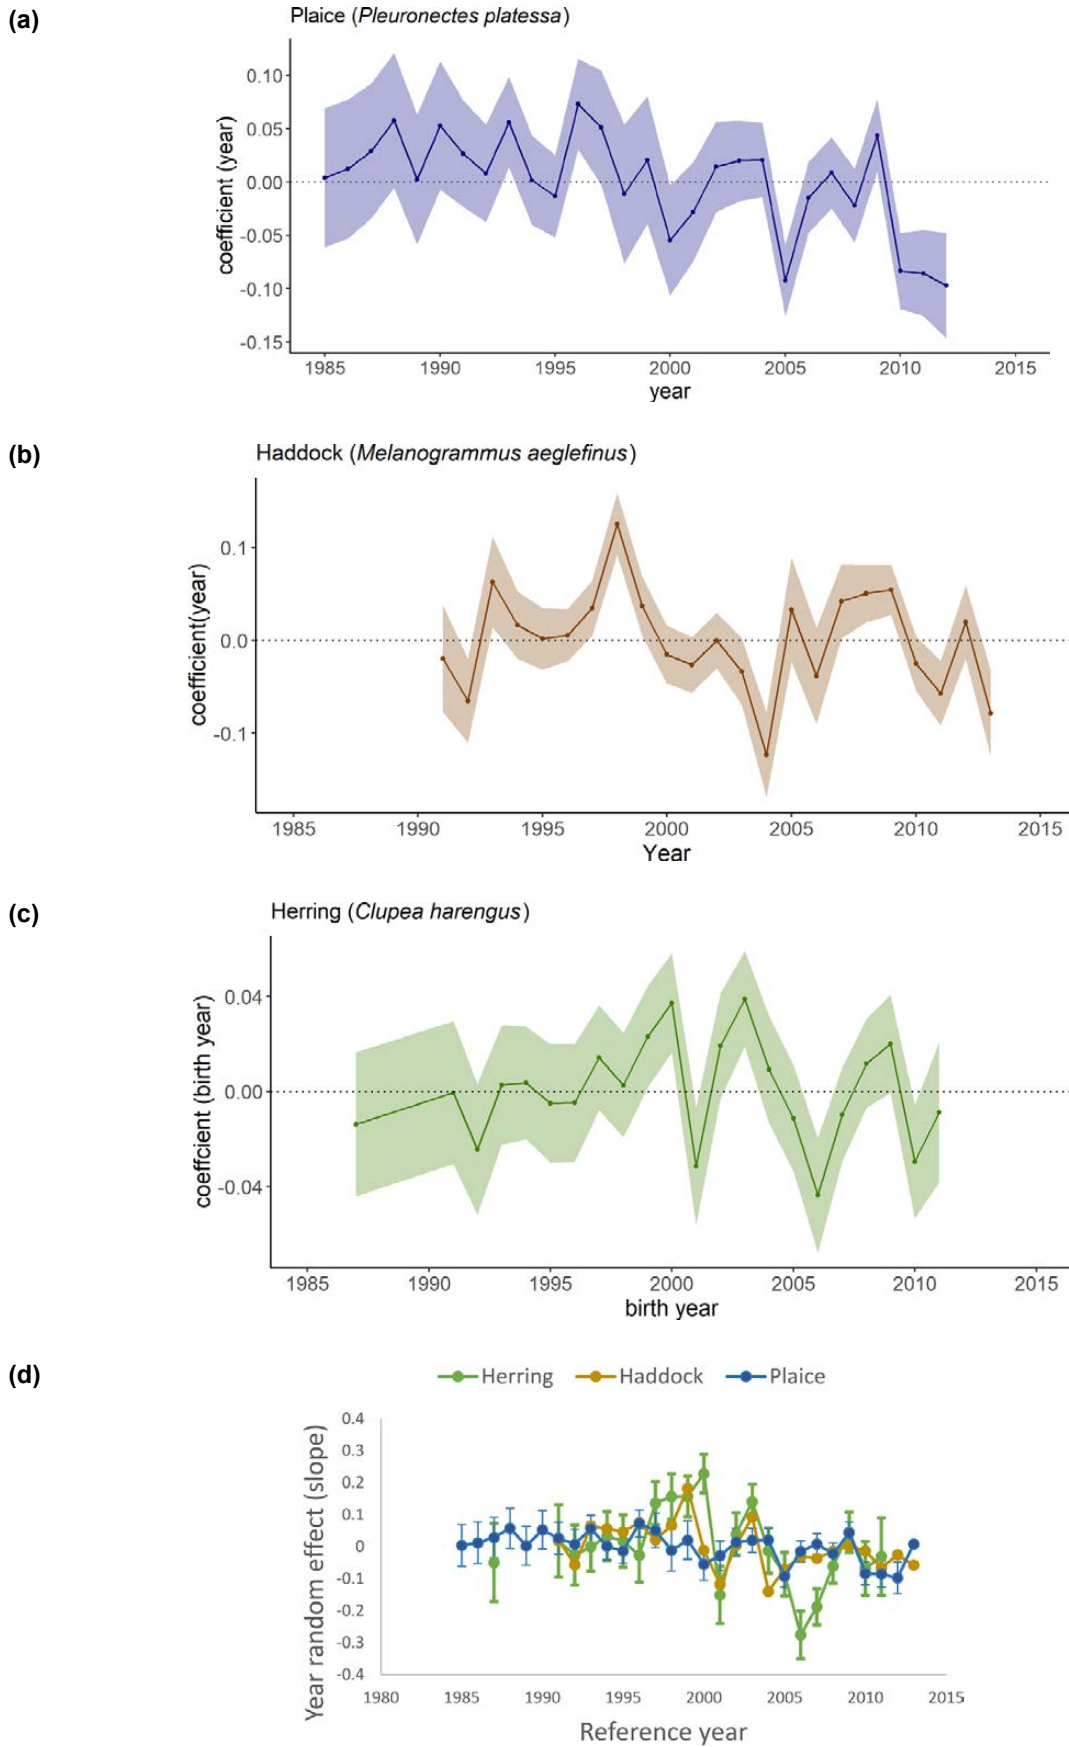 (a)
Plaice (Pleuronectes platessa)
coefficient (year)
0.10
0.05
0.00
-0.05
-0.10
-0.15
1985 1990 1995 2000 2005 2010 2015
year
(b)
Haddock (Melanogrammus aeglefinus)
coefficient(year)
0.1
0.0
-0.1
1985 1990 1995 2000 2005 2010 2015
Year
(c)
Herring (Clupea harengus)
coeffcient (birth year)
0.04
0.00
-0.04
1985 1990 1995 2000 2005 2010 2015
birth year
(d)
Herring Haddock Plaice
Year random effect (slope)
0.4
0.3
0.2
0.1
0
-0.1
-0.2
-0.3
-0.4
1980 1985 1990 1995 2000 2005 2010 2015
Reference year